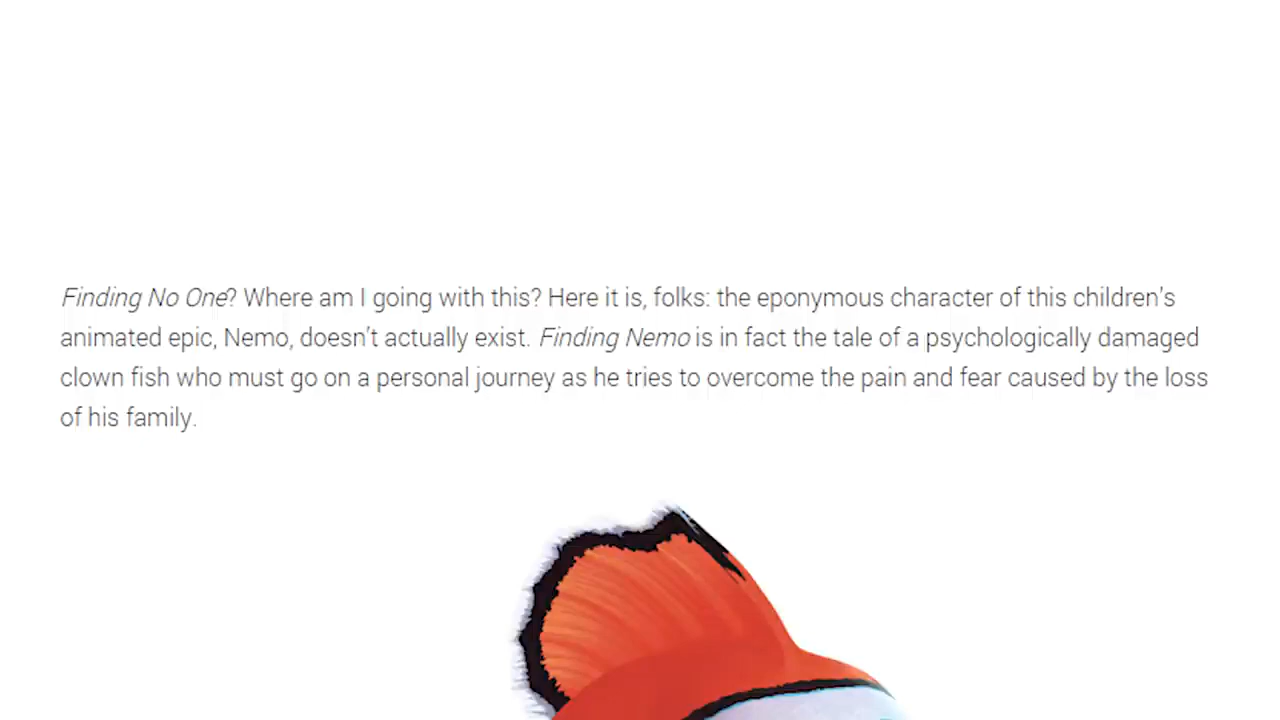 Finding No One? Where am I going with this? Here it is, folks: the eponymous character of this children's
animated epic, Nemo, doesn't actually exist. Finding Nemo is in fact the tale of a psychologically damaged
clown fish who must go on a personal journey as he tries to overcome the pain and fear caused by the loss
of his family.